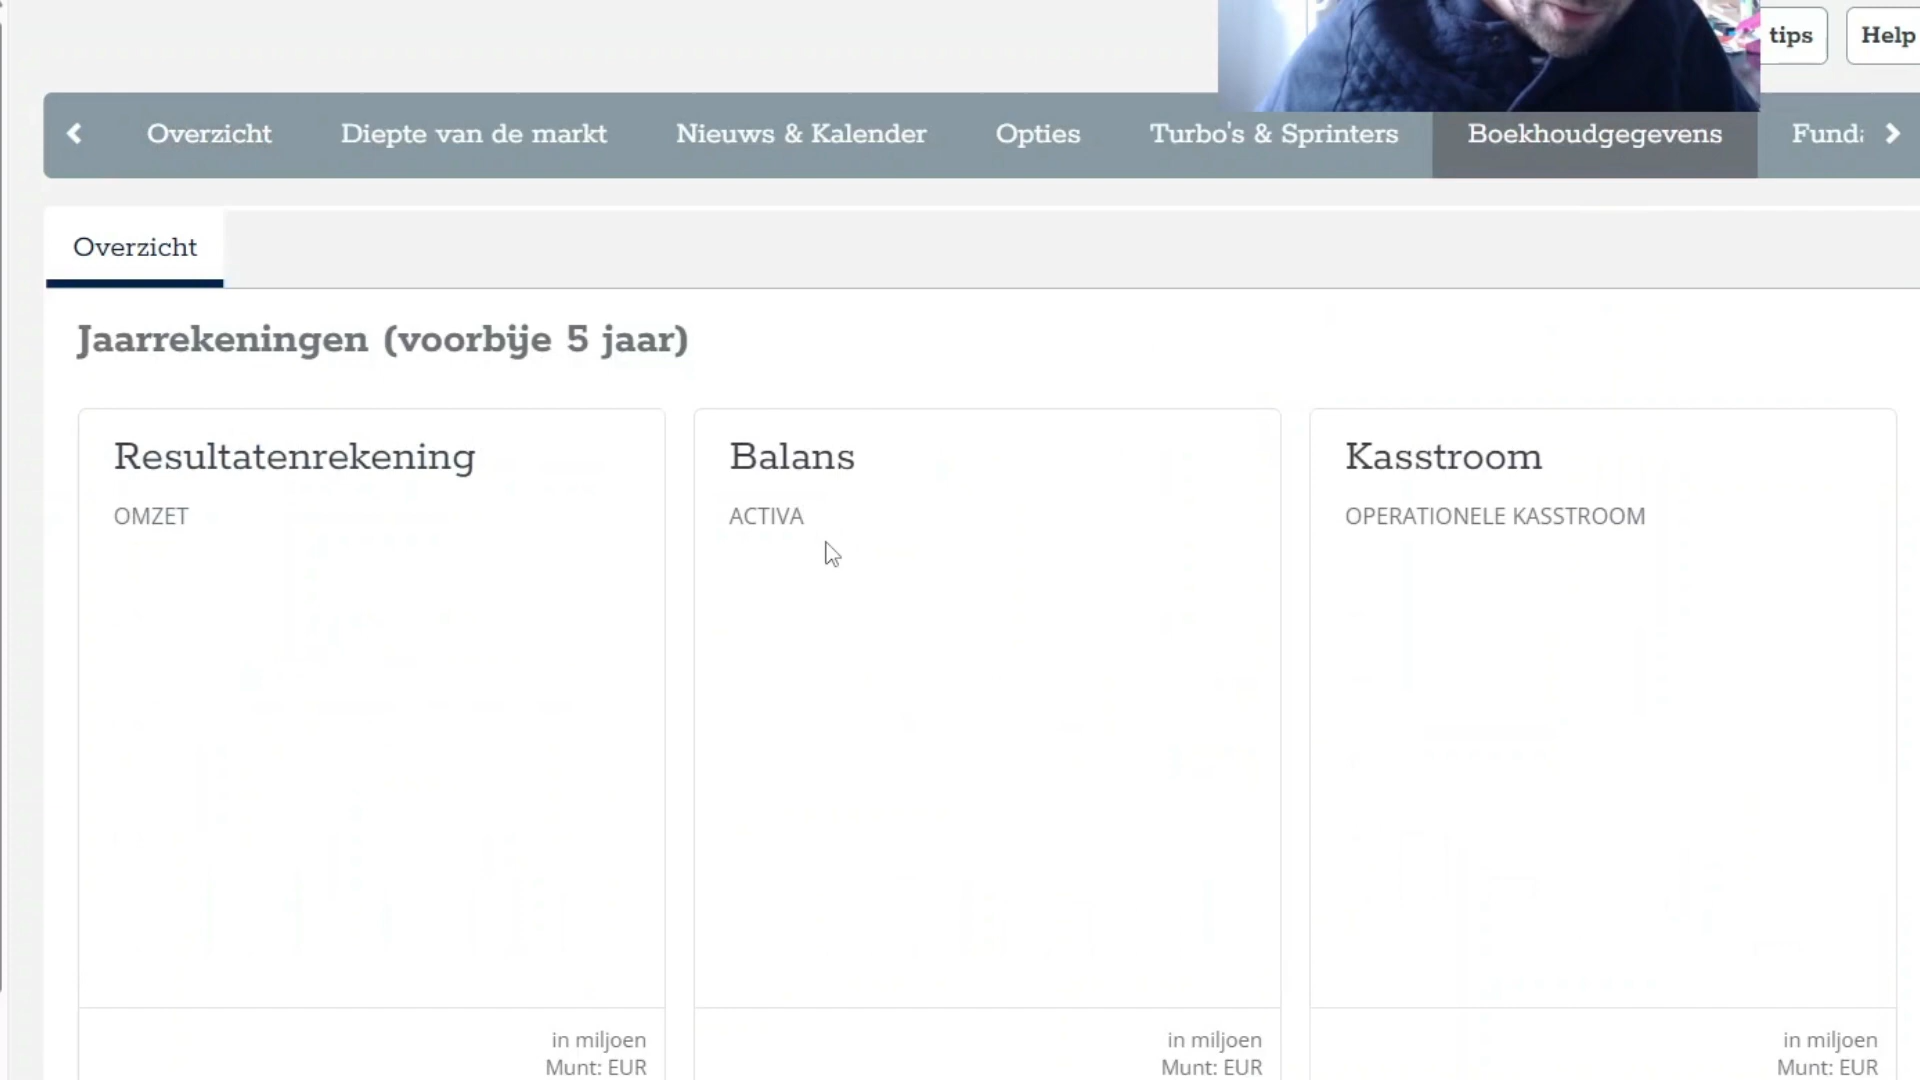 tips
Help
Overzicht
Diepte van de markt
Nieuws & Kalender
Opties
Turbo's & Sprinters
Boekhoudgegevens
Overzicht
Jaarrekeningen (voorbije 5 jaar)
Resultatenrekening
OMZET
in miljoen
Munt: EUR
Balans
ACTIVA
in miljoen
Munt: EUR
Kasstroom
OPERATIONELE KASSTROOM
in miljoen
Munt: EUR